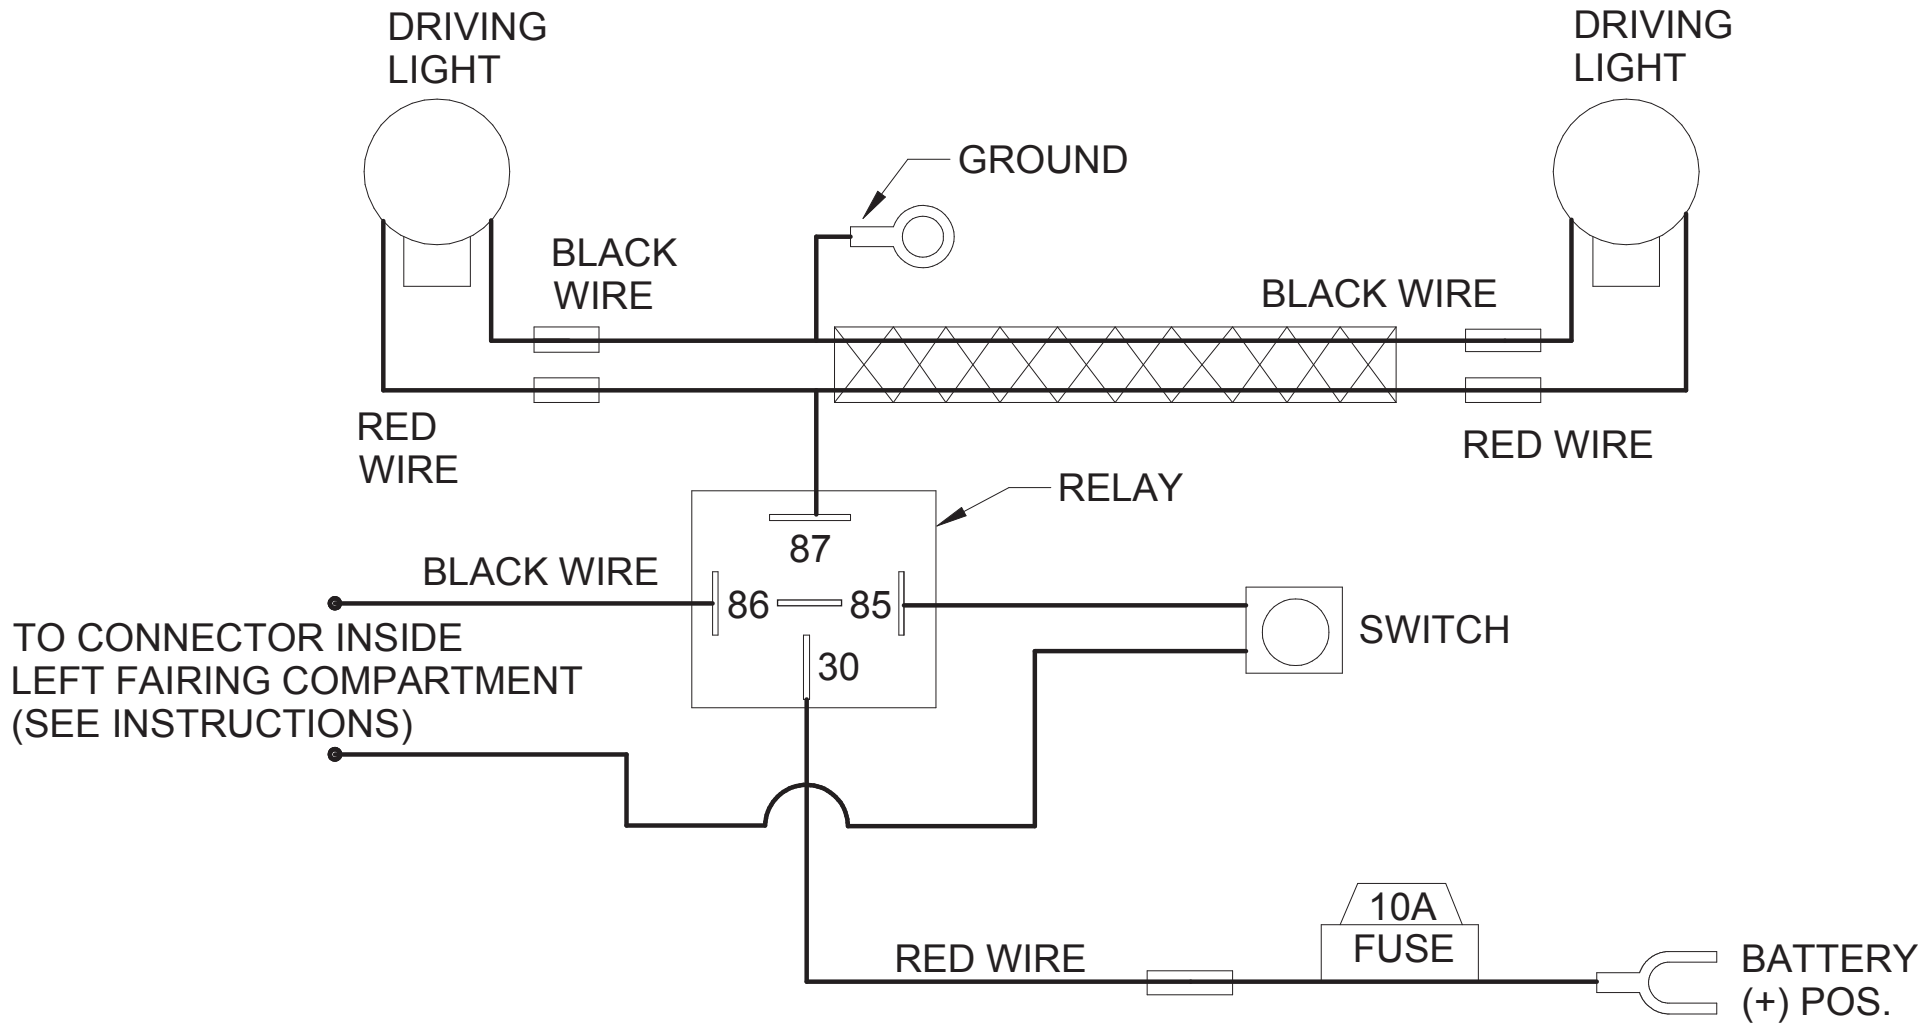 DRIVING
LIGHT
DRIVING
LIGHT
GROUND
BLACK
WIRE
BLACK WIRE
RED
WIRE
RED WIRE
RELAY
87
BLACK WIRE
86
85
SWITCH
TO CONNECTOR INSIDE
LEFT FAIRING COMPARTMENT
(SEE INSTRUCTIONS)
30
10A
FUSE
RED WIRE
BATTERY
(+) POS.